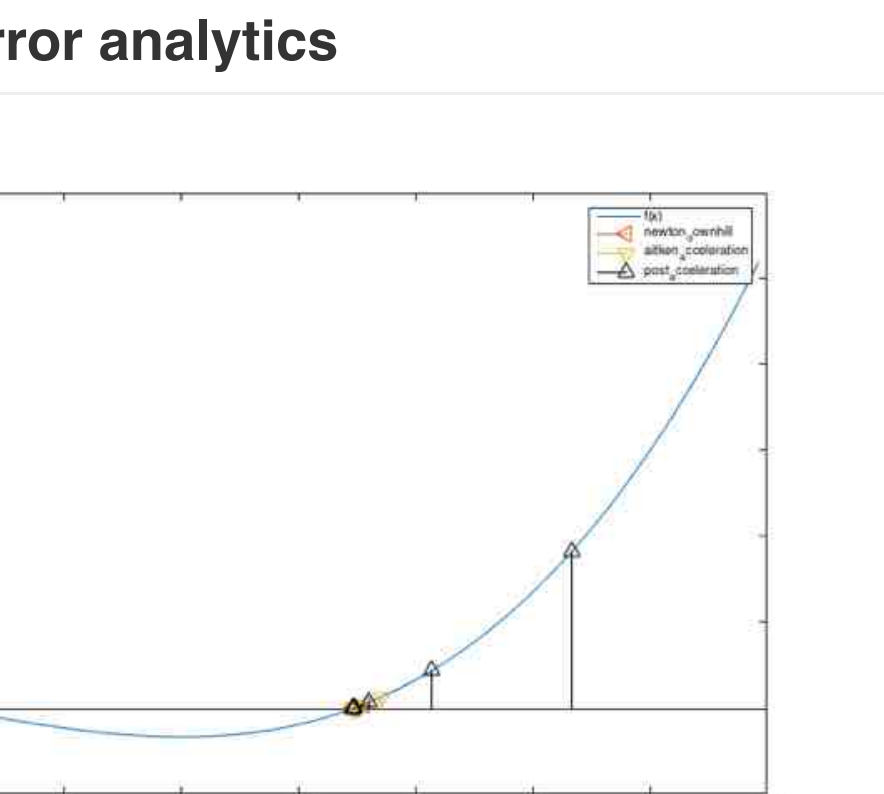 rror analytics
f(x)
newton_downhill
aitken_acceleration
post_acceleration